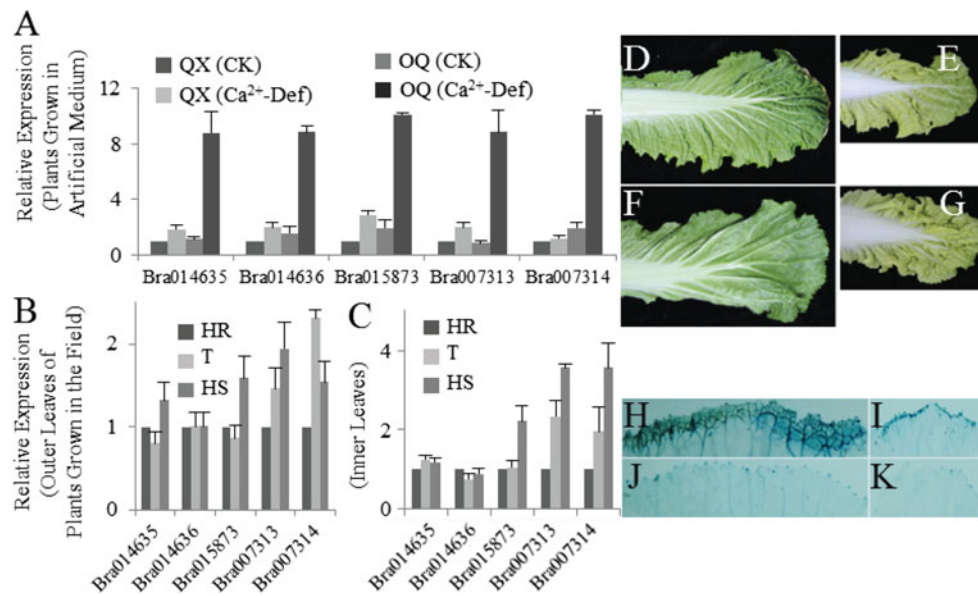 A
QX (CK)
OQ (CK)
QX (Ca²⁺-Def)
OQ (Ca²⁺-Def)
Relative Expression
(Plants Grown in
Artificial Medium)
12
8
4
0
Bra014635 Bra014636 Bra015873 Bra007313 Bra007314
B
HR
T
HS
Relative Expression
(Outer Leaves of
Plants Grown in the Field)
2
1
0
Bra014635 Bra014636 Bra015873 Bra007313 Bra007314
C
HR
T
HS
(Inner Leaves)
4
2
0
Bra014635 Bra014636 Bra015873 Bra007313 Bra007314
D
E
F
G
H
I
J
K